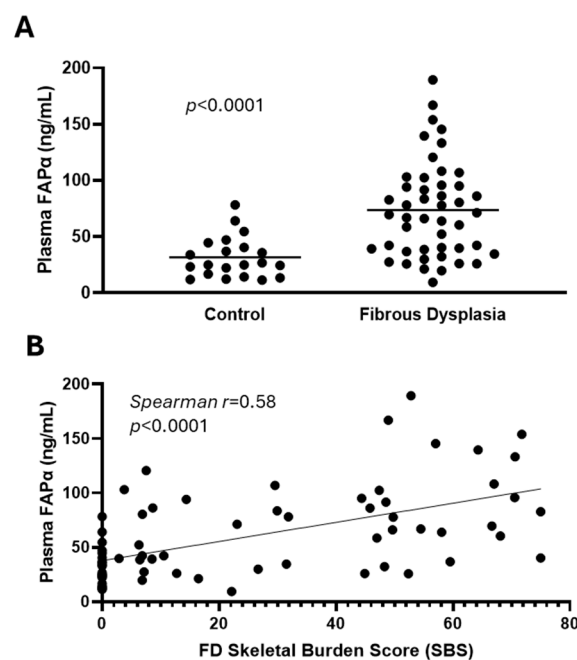 A
Plasma FAPα (ng/mL)
200
150
100
50
0
p<0.0001
Control
Fibrous Dysplasia
B
Plasma FAPα (ng/mL)
200
150
100
50
0
Spearman r=0.58
p<0.0001
0
20
40
60
80
FD Skeletal Burden Score (SBS)